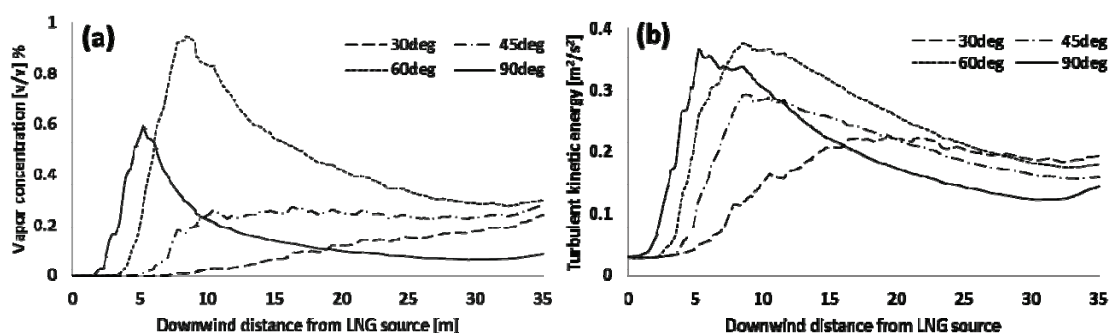 (a)
Vapor concentration [v/v] %
1
0.8
0.6
0.4
0.2
0
30deg
45deg
60deg
90deg
0 5 10 15 20 25 30 35
Downwind distance from LNG source [m]
(b)
Turbulent kinetic energy [m²/s²]
0.4
0.3
0.2
0.1
0
30deg
45deg
60deg
90deg
0 5 10 15 20 25 30 35
Downwind distance from LNG source